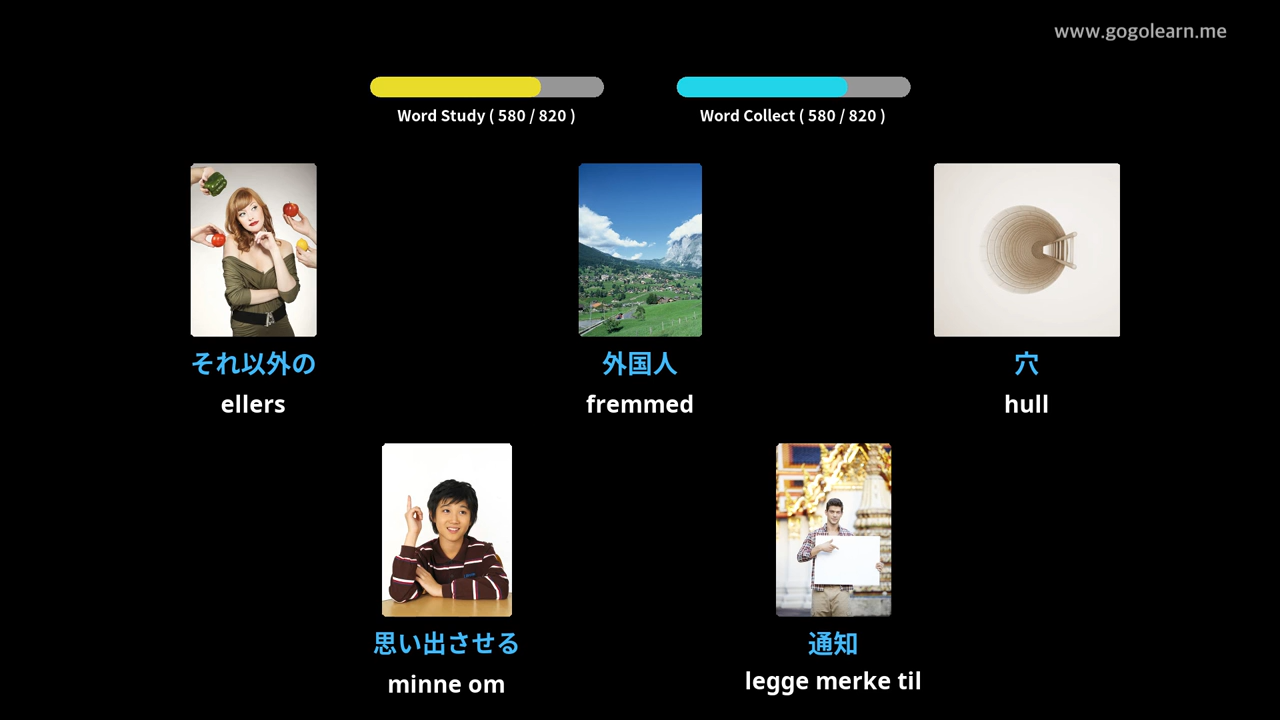 www.gogolearn.me
Word Study ( 580 / 820 )
Word Collect ( 580 / 820 )
それ以外の
ellers
外国人
fremmed
穴
hull
思い出させる
minne om
通知
legge merke til